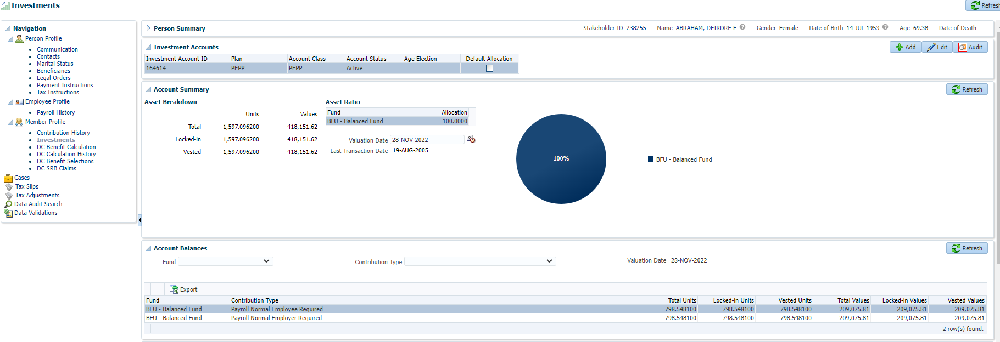 Investments
Refresh
Navigation
Person Profile
Communication
Contacts
Marital Status
Beneficiaries
Legal Orders
Payment Instructions
Tax Instructions
Employee Profile
Payroll History
Member Profile
Contribution History
Investments
DC Benefit Calculation
DC Calculation History
DC Benefit Selections
DC SRB Claims
Cases
Tax Slips
Tax Adjustments
Data Audit Search
Data Validations
Person Summary Stakeholder ID 238255 Name ABRAHAM, DEIRDRE F Gender Female Date of Birth 14-JUL-1953 Age 69.38 Date of Death
Investment Accounts Add Edit Audit
Investment Account ID Plan Account Class Account Status Age Election Default Allocation
164614 PEPP PEPP Active
Account Summary Refresh
Asset Breakdown
Units Values
Total 1,597.096200 418,151.62
Locked-in 1,597.096200 418,151.62
Vested 1,597.096200 418,151.62
Asset Ratio
Fund Allocation
BFU - Balanced Fund 100.0000
Valuation Date 28-NOV-2022
Last Transaction Date 19-AUG-2005
100%
BFU - Balanced Fund
Account Balances Refresh
Fund Contribution Type Valuation Date 28-NOV-2022
Export
Fund Contribution Type Total Units Locked-in Units Vested Units Total Values Locked-in Values Vested Values
BFU - Balanced Fund Payroll Normal Employee Required 798.548100 798.548100 798.548100 209,075.81 209,075.81 209,075.81
BFU - Balanced Fund Payroll Normal Employer Required 798.548100 798.548100 798.548100 209,075.81 209,075.81 209,075.81
2 row(s) found.